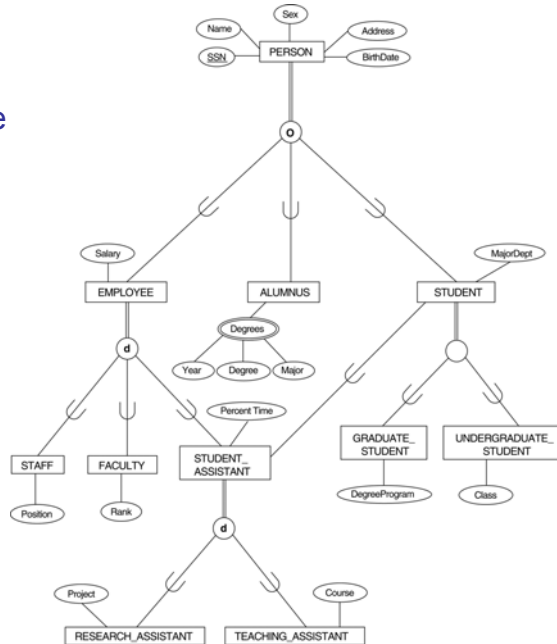 Sex
Name
Address
PERSON
SSN
BirthDate
e
O
Salary
MajorDept
EMPLOYEE
ALUMNUS
STUDENT
Degrees
d
Year
Degree
Major
Percent Time
STAFF
FACULTY
STUDENT_
ASSISTANT
GRADUATE_
STUDENT
UNDERGRADUATE_
STUDENT
Position
Rank
DegreeProgram
Class
d
Project
Course
RESEARCH_ASSISTANT
TEACHING_ASSISTANT